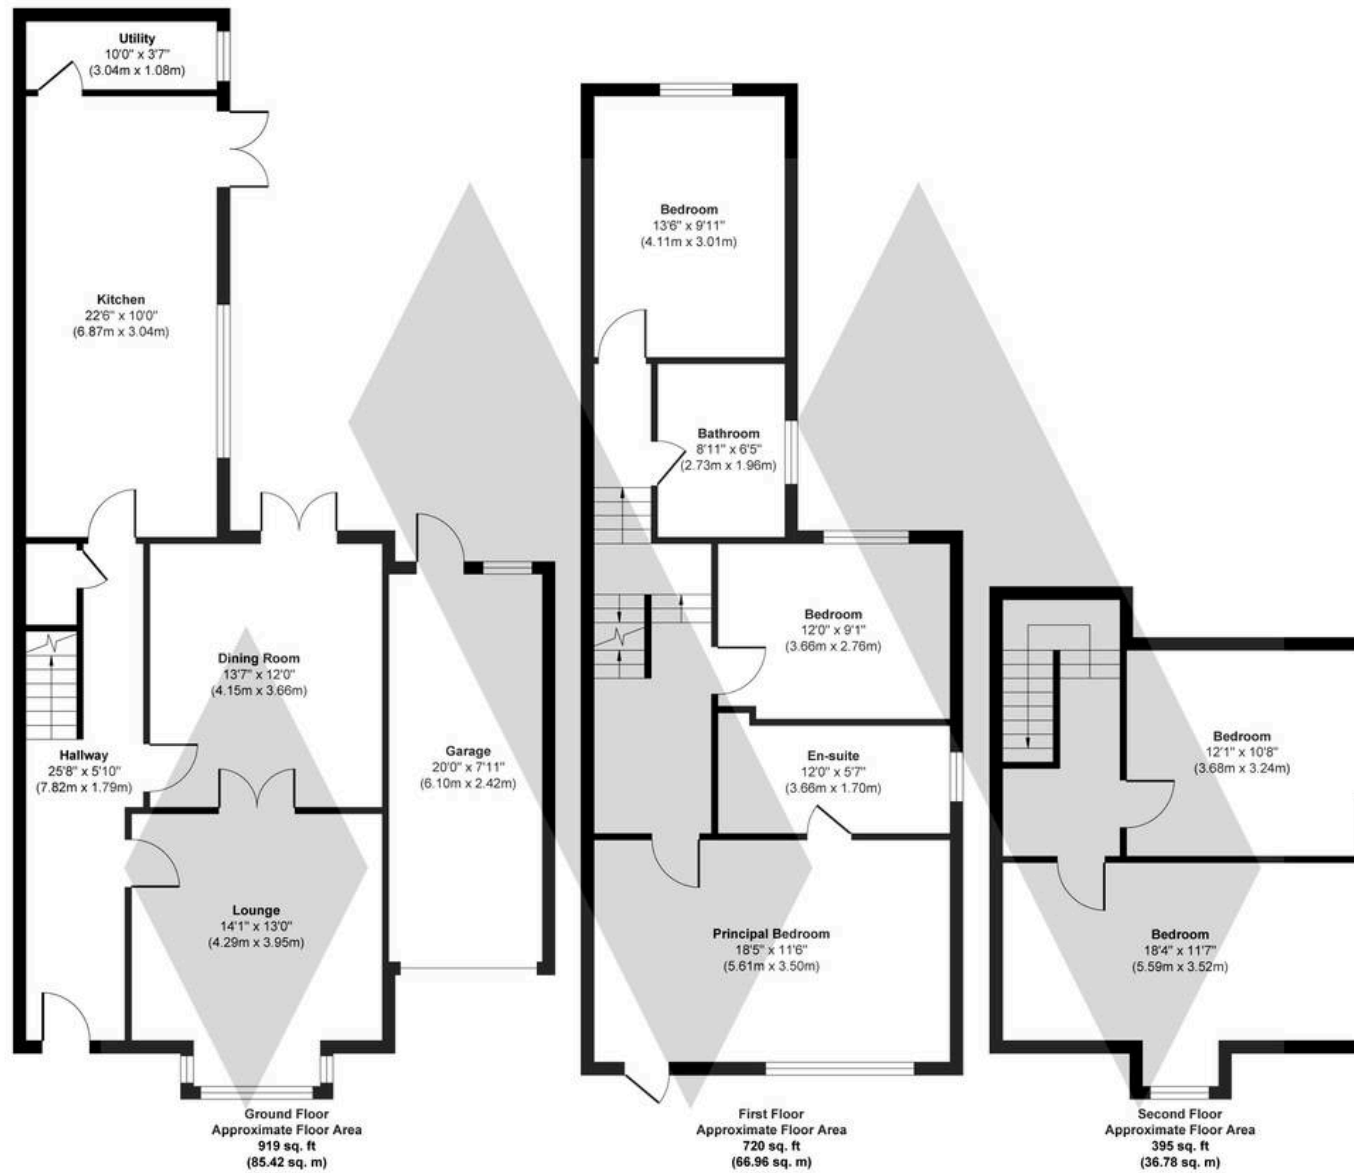 Utility
10'0" x 3'7"
(3.04m x 1.08m)
Kitchen
22'6" x 10'0"
(6.87m x 3.04m)
Dining Room
13'7" x 12'0"
(4.15m x 3.66m)
Hallway
25'8" x 5'10"
(7.82m x 1.79m)
Garage
20'0" x 7'11"
(6.10m x 2.42m)
Lounge
14'1" x 13'0"
(4.29m x 3.95m)
Ground Floor
Approximate Floor Area
919 sq. ft
(85.42 sq. m)
Bedroom
13'6" x 9'11"
(4.11m x 3.01m)
Bathroom
8'11" x 6'5"
(2.73m x 1.96m)
Bedroom
12'0" x 9'1"
(3.66m x 2.76m)
En-suite
12'0" x 5'7"
(3.66m x 1.70m)
Principal Bedroom
18'5" x 11'6"
(5.61m x 3.50m)
First Floor
Approximate Floor Area
720 sq. ft
(66.96 sq. m)
Bedroom
12'1" x 10'8"
(3.68m x 3.24m)
Bedroom
18'4" x 11'7"
(5.59m x 3.52m)
Second Floor
Approximate Floor Area
395 sq. ft
(36.78 sq. m)